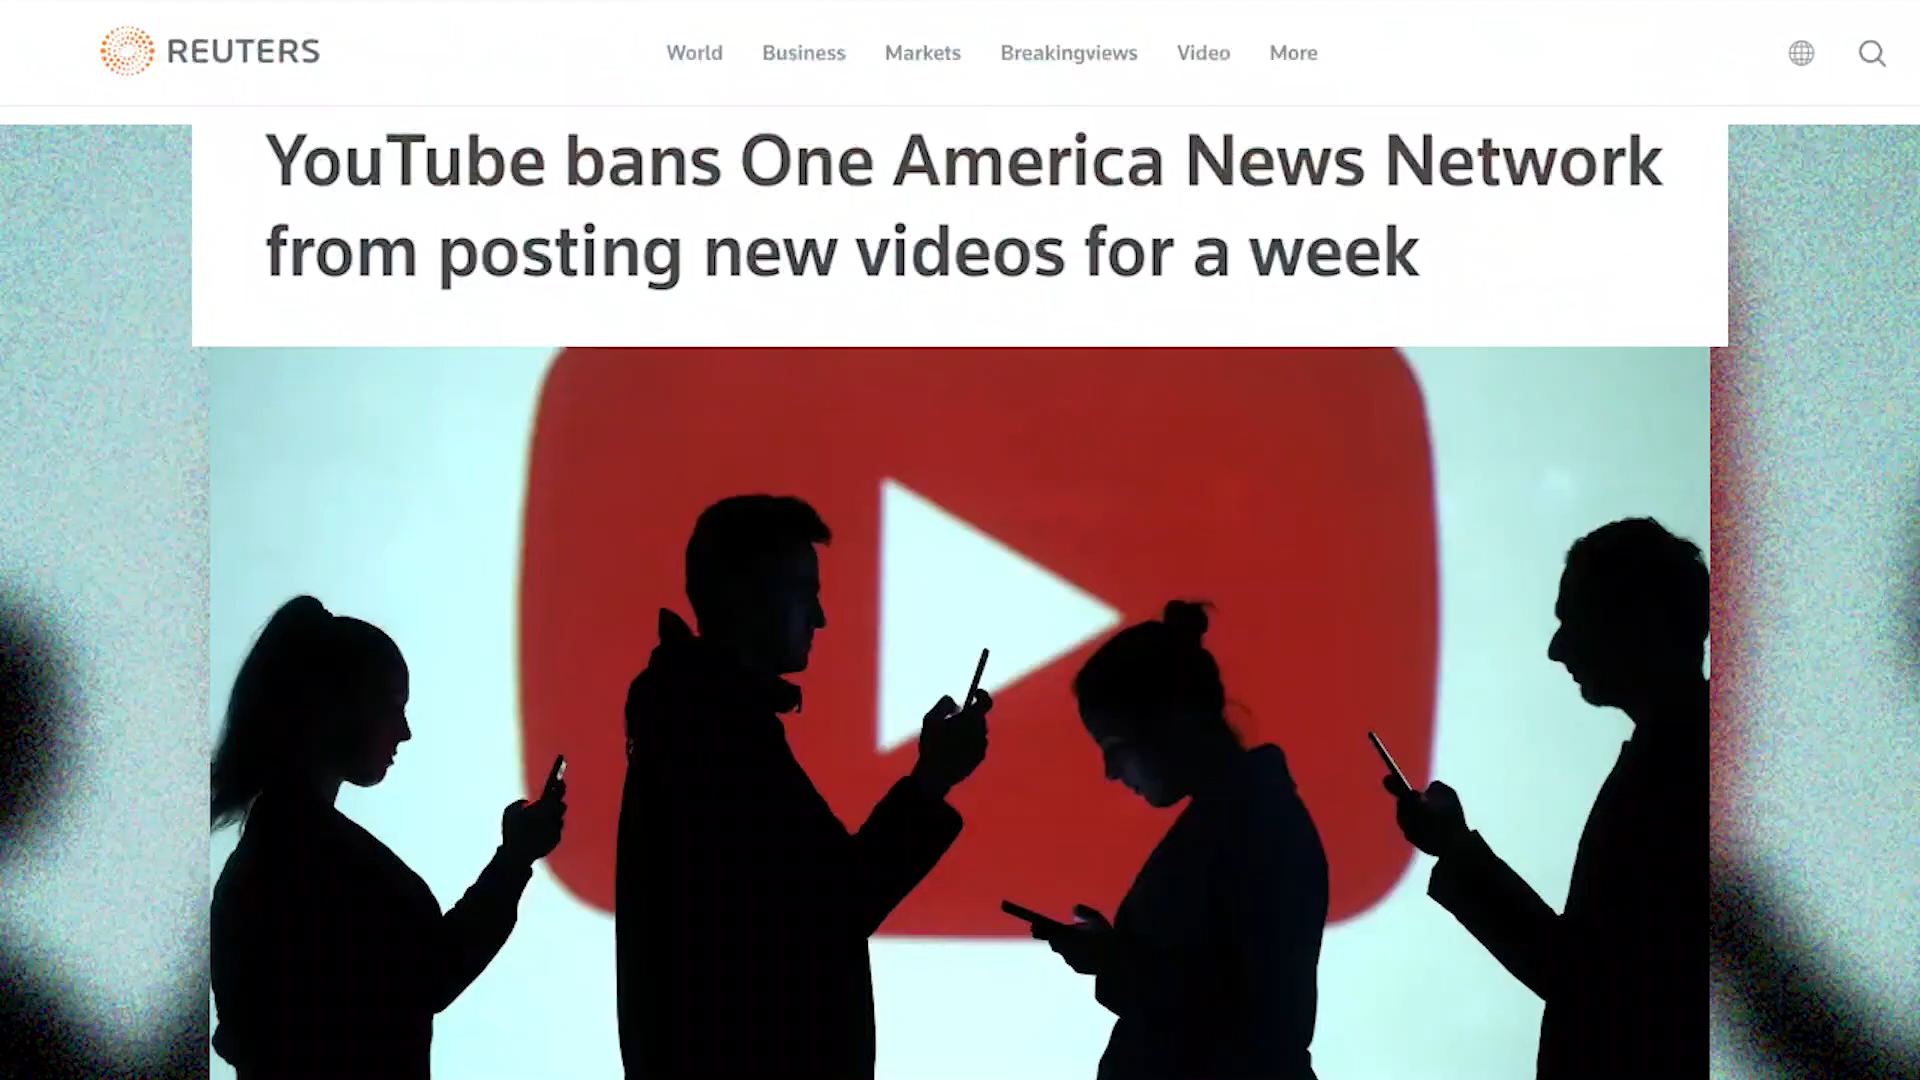 REUTERS
World Business Markets Breakingviews Video More
YouTube bans One America News Network
from posting new videos for a week